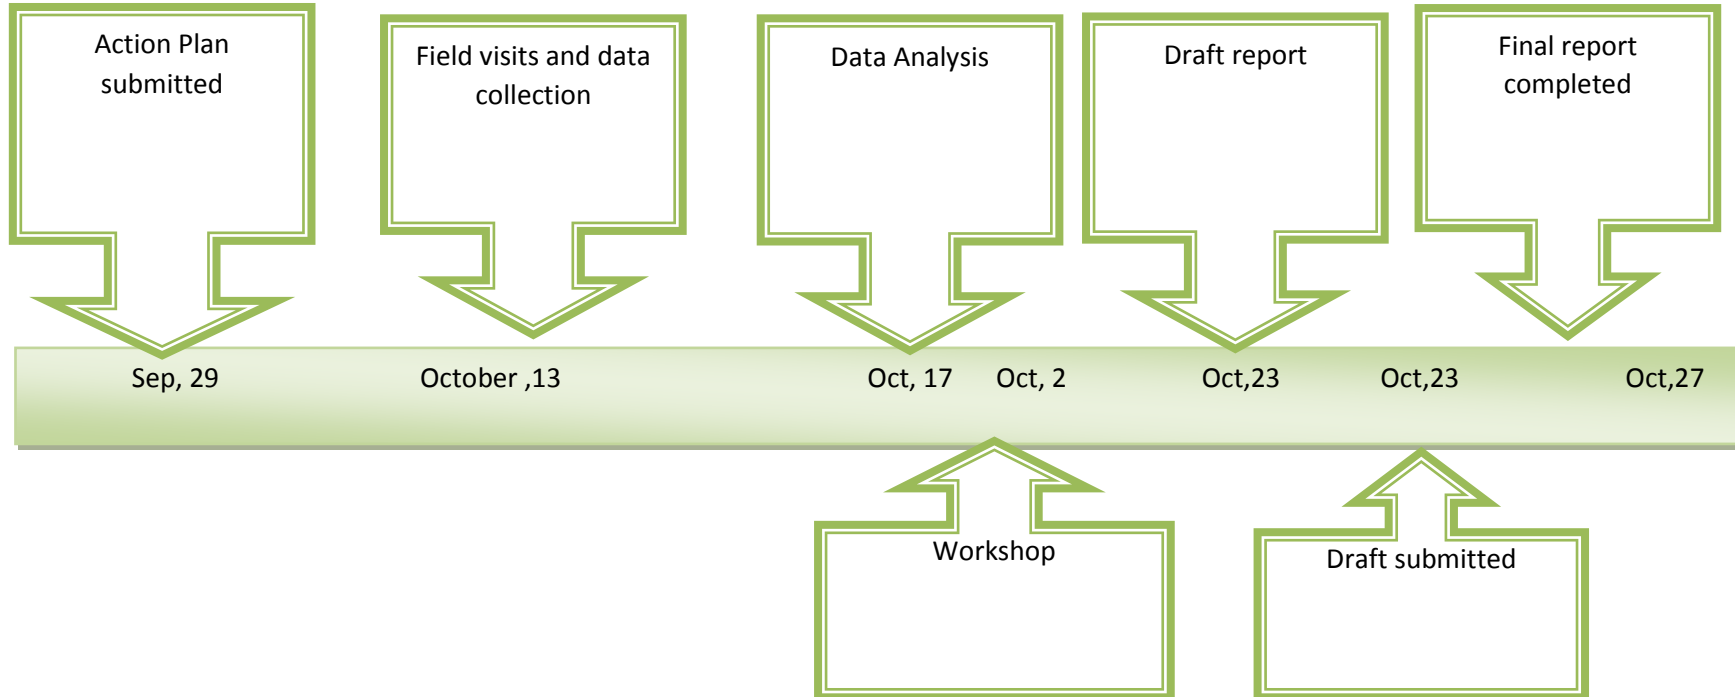 Action Plan
submitted
Field visits and data
collection
Data Analysis
Draft report
Final report
completed
Sep, 29
October ,13
Oct, 17
Oct, 2
Oct,23
Oct,23
Oct,27
Workshop
Draft submitted